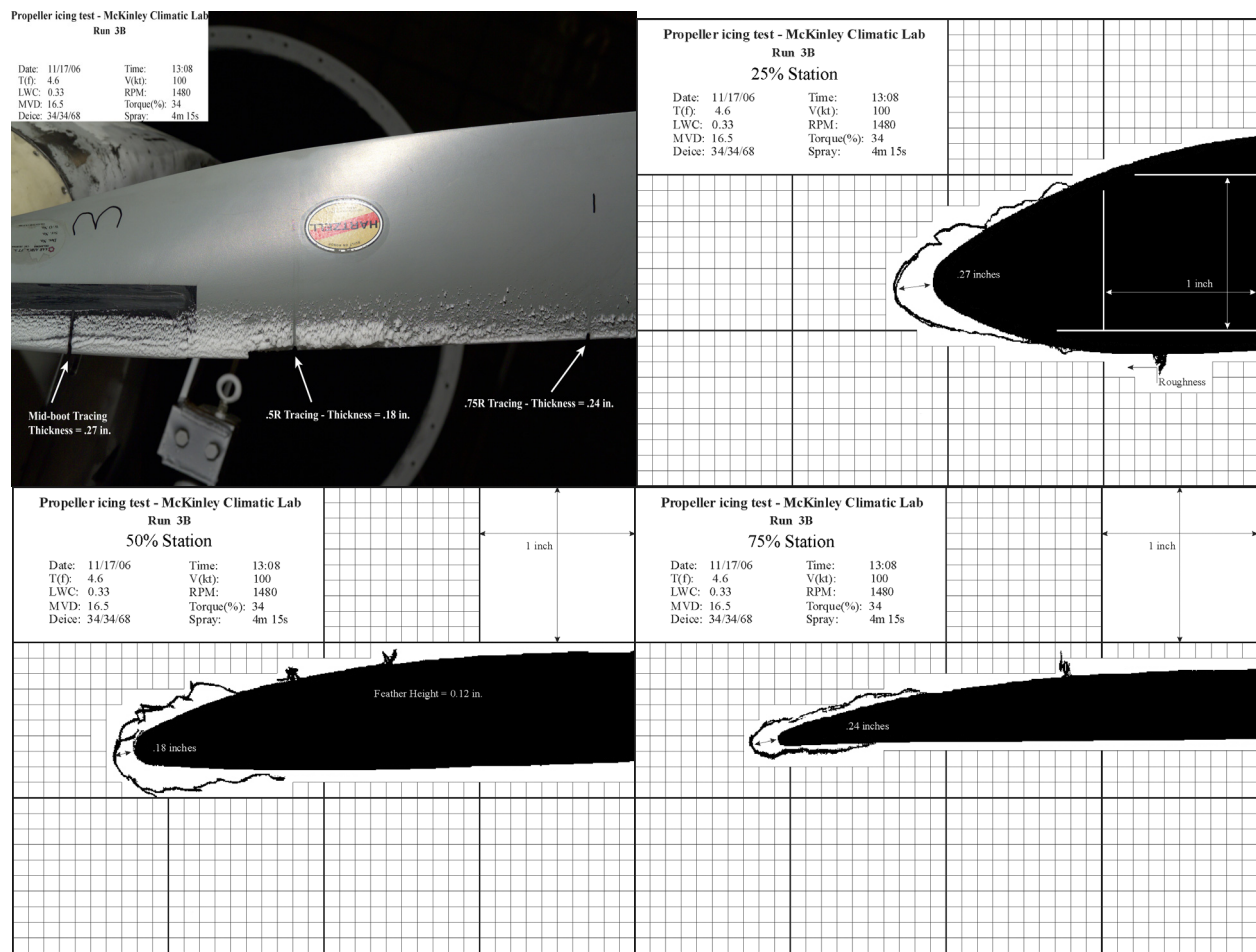 Propeller icing test - McKinley Climatic Lab
Run 3B
Date: 11/17/06 Time: 13:08
T(f): 4.6 V(kt): 100
LWC: 0.33 RPM: 1480
MVD: 16.5 Torque(%): 34
Deice: 34/34/68 Spray: 4m 15s
3
HARTZELL
1
Mid-boot Tracing
Thickness = .27 in.
.5R Tracing - Thickness = .18 in.
.75R Tracing - Thickness = .24 in.
Propeller icing test - McKinley Climatic Lab
Run 3B
25% Station
Date: 11/17/06 Time: 13:08
T(f): 4.6 V(kt): 100
LWC: 0.33 RPM: 1480
MVD: 16.5 Torque(%): 34
Deice: 34/34/68 Spray: 4m 15s
.27 inches
1 inch
Roughness
Propeller icing test - McKinley Climatic Lab
Run 3B
50% Station
Date: 11/17/06 Time: 13:08
T(f): 4.6 V(kt): 100
LWC: 0.33 RPM: 1480
MVD: 16.5 Torque(%): 34
Deice: 34/34/68 Spray: 4m 15s
1 inch
Feather Height = 0.12 in.
.18 inches
Propeller icing test - McKinley Climatic Lab
Run 3B
75% Station
Date: 11/17/06 Time: 13:08
T(f): 4.6 V(kt): 100
LWC: 0.33 RPM: 1480
MVD: 16.5 Torque(%): 34
Deice: 34/34/68 Spray: 4m 15s
1 inch
.24 inches